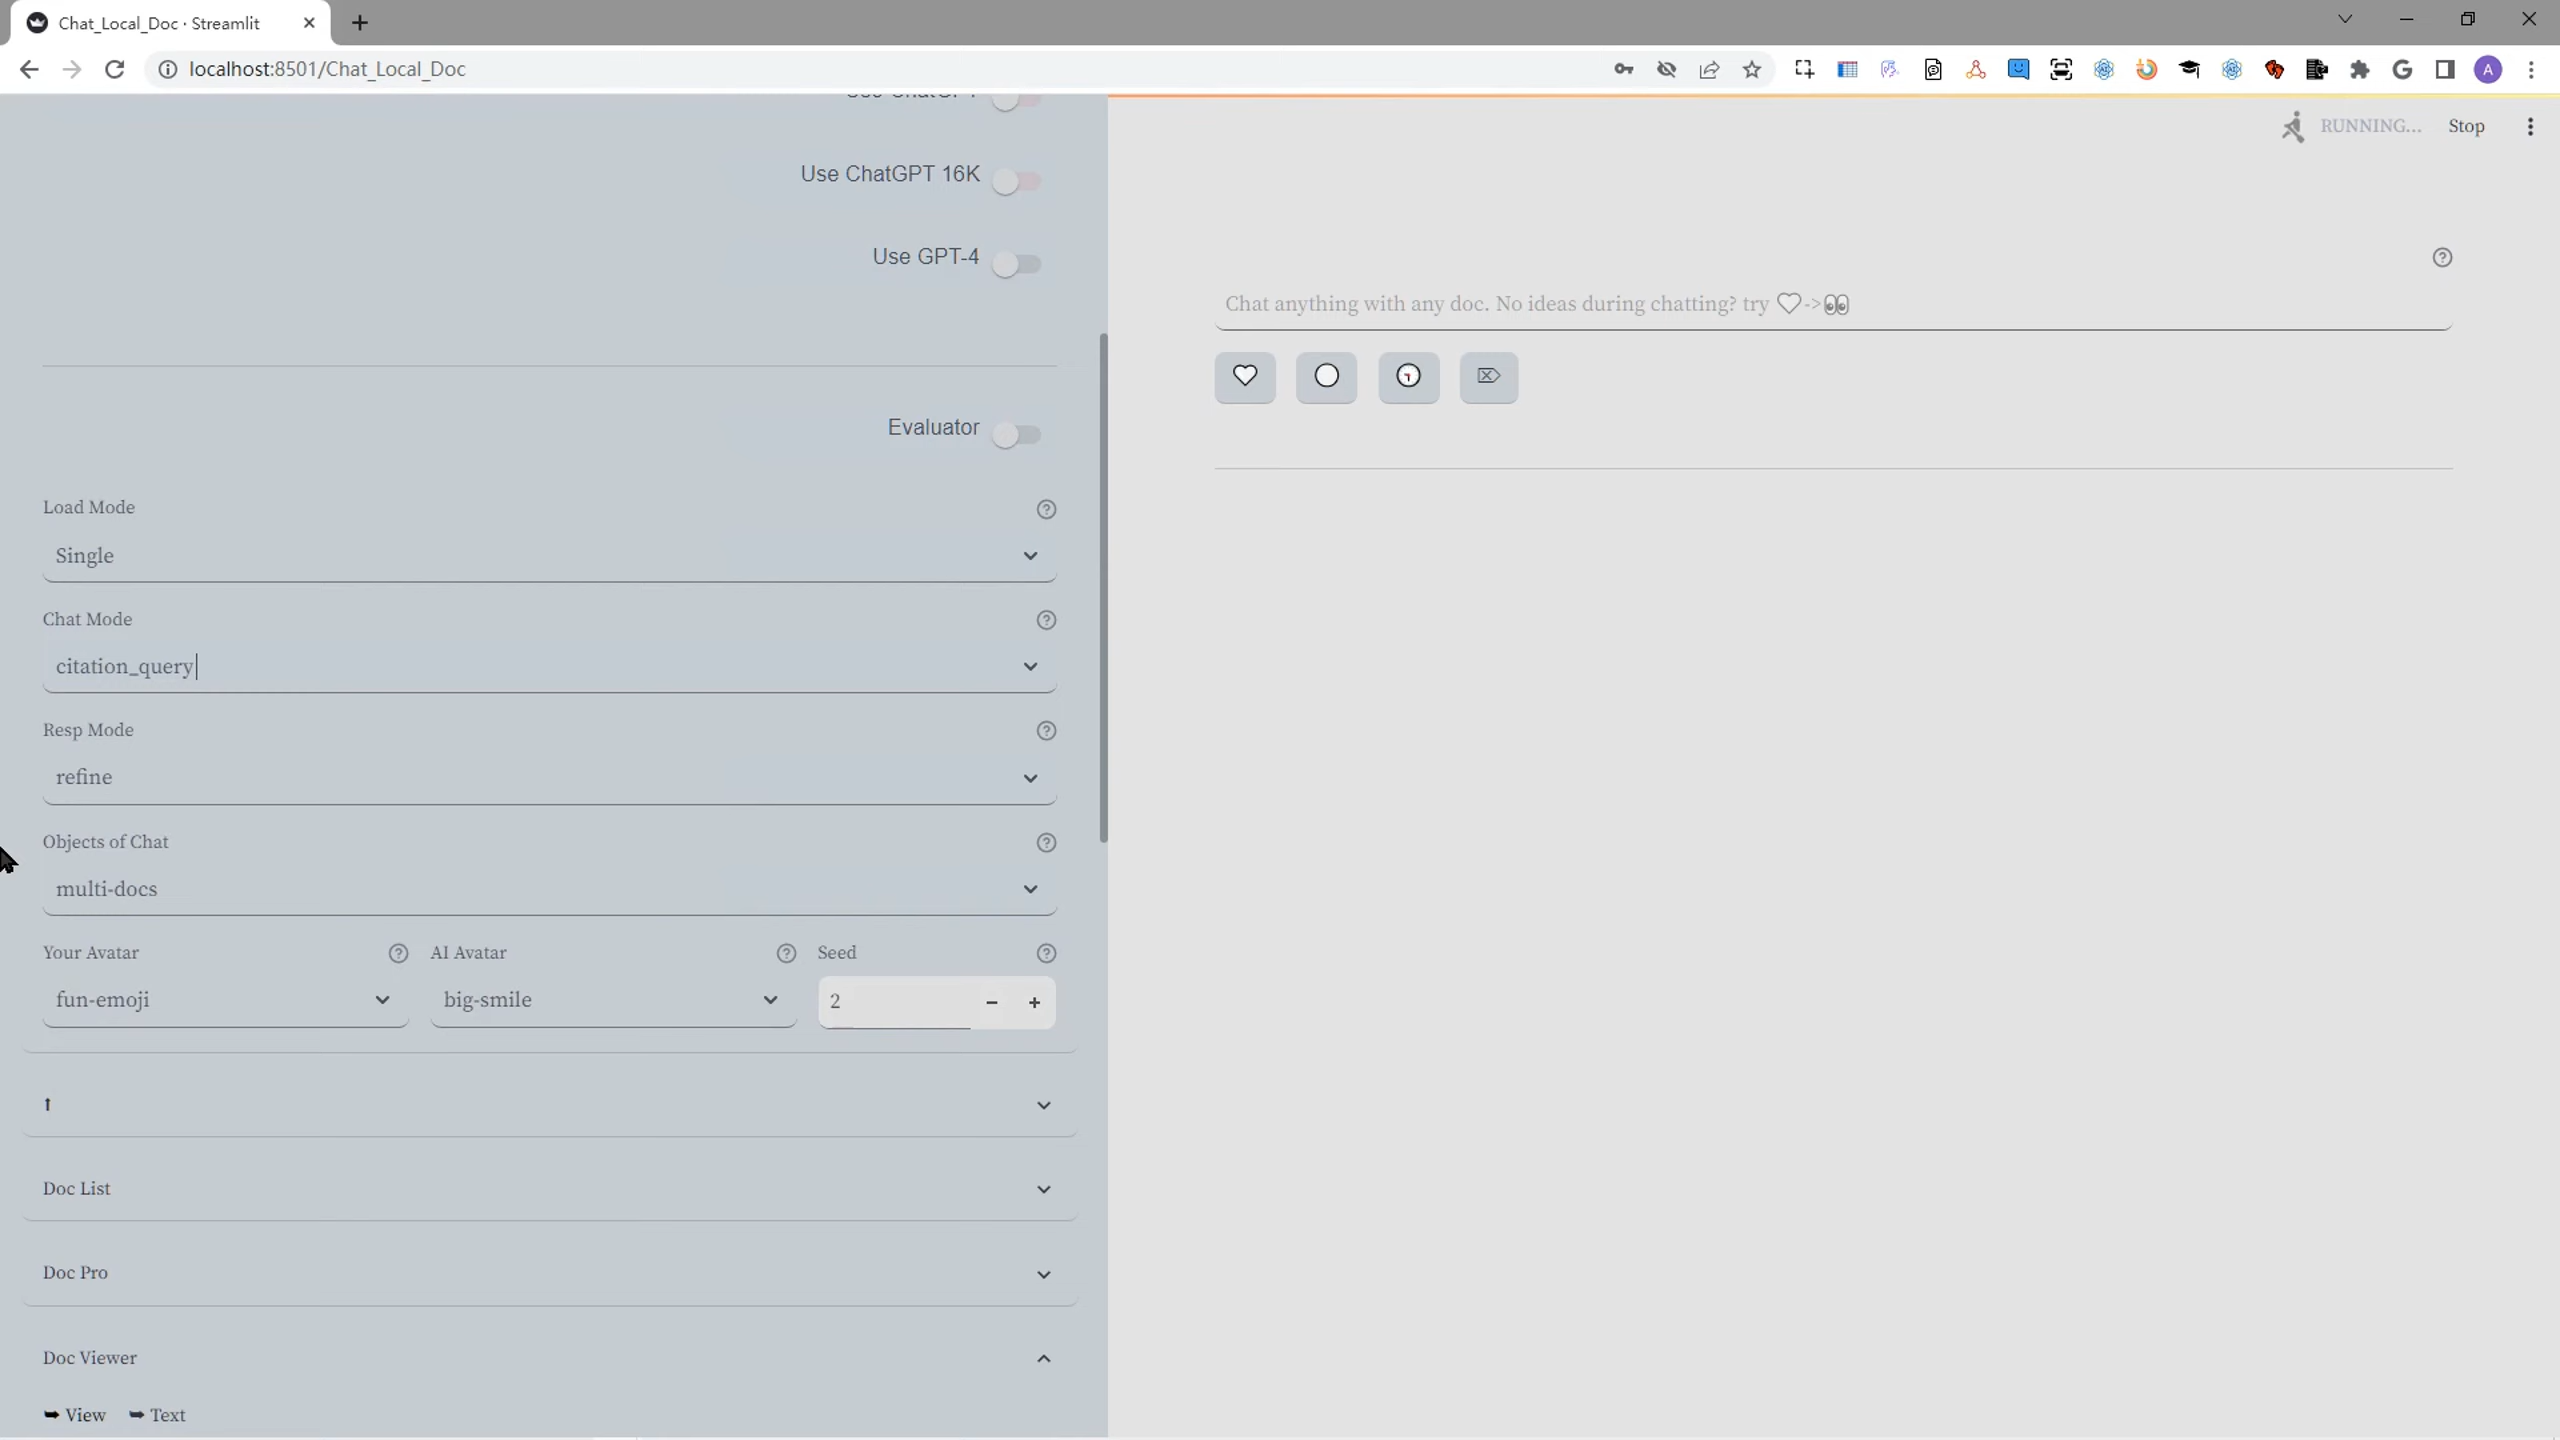 Chat_Local_Doc · Streamlit
localhost:8501/Chat_Local_Doc
RUNNING...
Stop
Use ChatGPT
Use ChatGPT 16K
Use GPT-4
Chat anything with any doc. No ideas during chatting? try ♡->👀
Evaluator
Load Mode
Single
Chat Mode
citation_query
Resp Mode
refine
Objects of Chat
multi-docs
Your Avatar
AI Avatar
Seed
fun-emoji
big-smile
2
Doc List
Doc Pro
Doc Viewer
➥ View ➥ Text